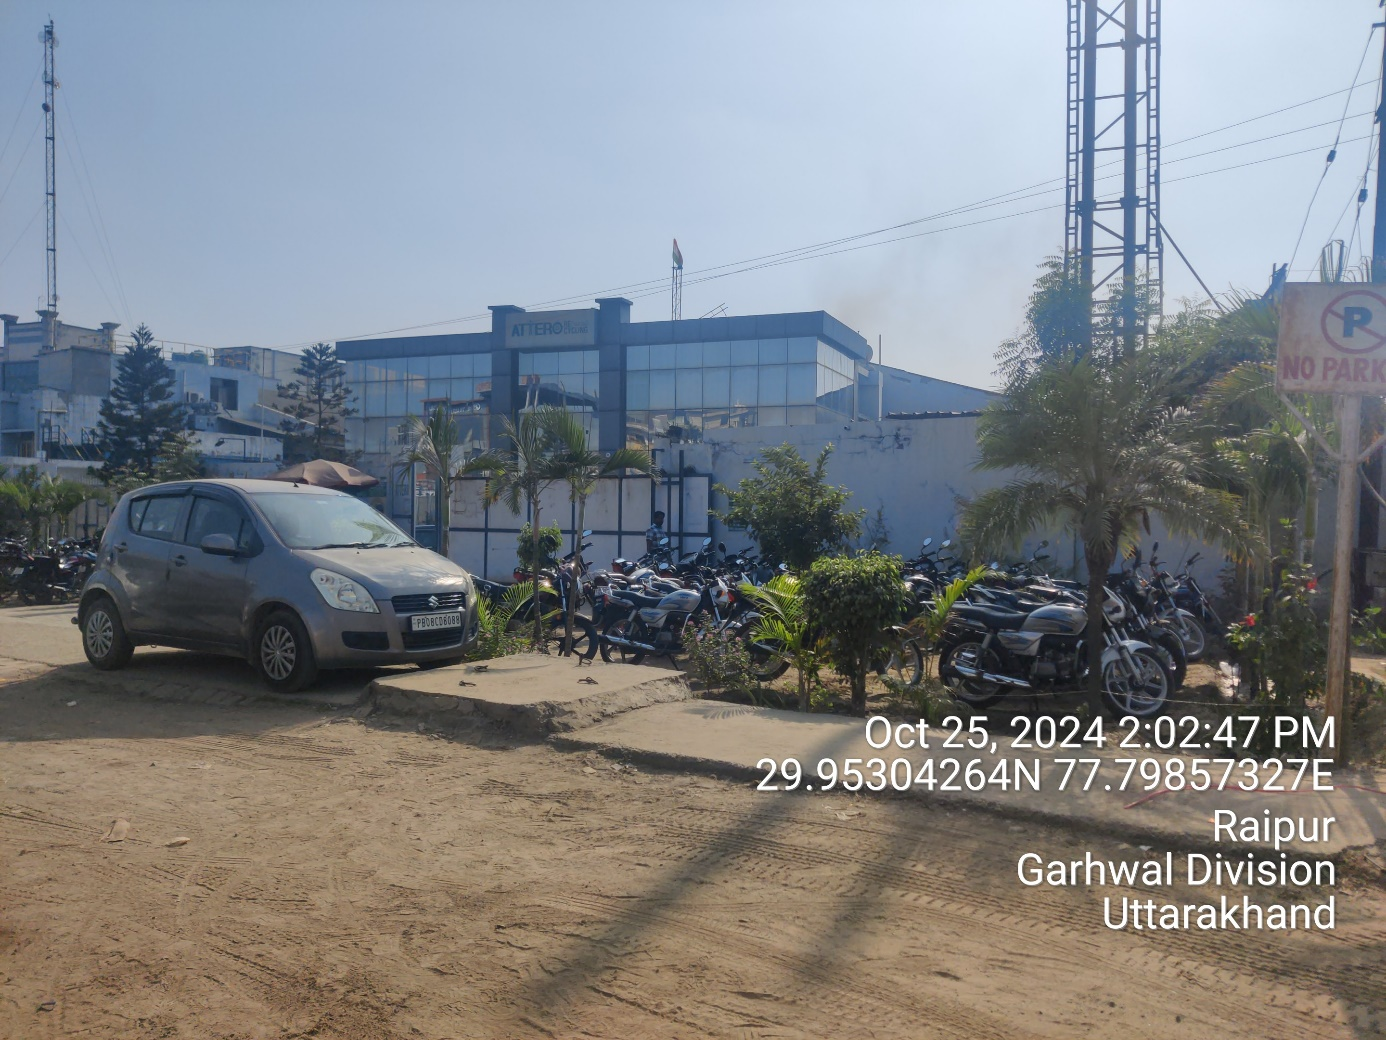 ATTERO
NO PARK
PB08CD6088
Oct 25, 2024 2:02:47 PM
29.95304264N 77.79857327E
Raipur
Garhwal Division
Uttarakhand